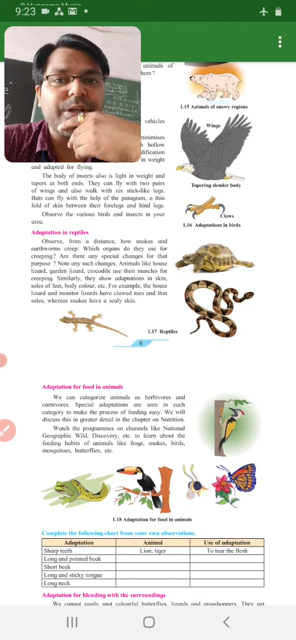 9:23
animals of
hem?
1.15 Animals of snowy regions
vehicles
minimises
h hollow
dification
in weight
and adapted for flying.
The body of insects also is light in weight and
tapers at both ends. They can fly with two pairs
of wings and also walk with six stick-like legs.
Bats can fly with the help of the patagium, a thin
fold of skin between their forelegs and hind legs.
Observe the various birds and insects in your
area.
Wings
Tapering slender body
Claws
1.16 Adaptations in birds
Adaptation in reptiles
Observe, from a distance, how snakes and
earthworms creep. Which organs do they use for
creeping? Are there any special changes for that
purpose ? Note any such changes. Animals like house
lizard, garden lizard, crocodile use their muscles for
creeping. Similarly, they show adaptations in skin,
soles of feet, body colour, etc. For example, the house
lizard and monitor lizards have clawed toes and thin
soles, whereas snakes have a scaly skin.
1.17 Reptiles
6
Adaptation for food in animals
We can categorize animals as herbivores and
carnivores. Special adaptations are seen in each
category to make the process of feeding easy. We will
discuss this in greater detail in the chapter on Nutrition.
Watch the programmes on channels like National
Geographic Wild, Discovery, etc. to learn about the
feeding habits of animals like frogs, snakes, birds,
mosquitoes, butterflies, etc.
1.18 Adaptation for food in animals
Complete the following chart from your own observations.
Adaptation Animal Use of adaptation
Sharp teeth Lion, tiger To tear the flesh
Long and pointed beak
Short beak
Long and sticky tongue
Long neck
Adaptation for blending with the surroundings
We cannot easily spot colourful butterflies, lizards and grasshoppers. They get